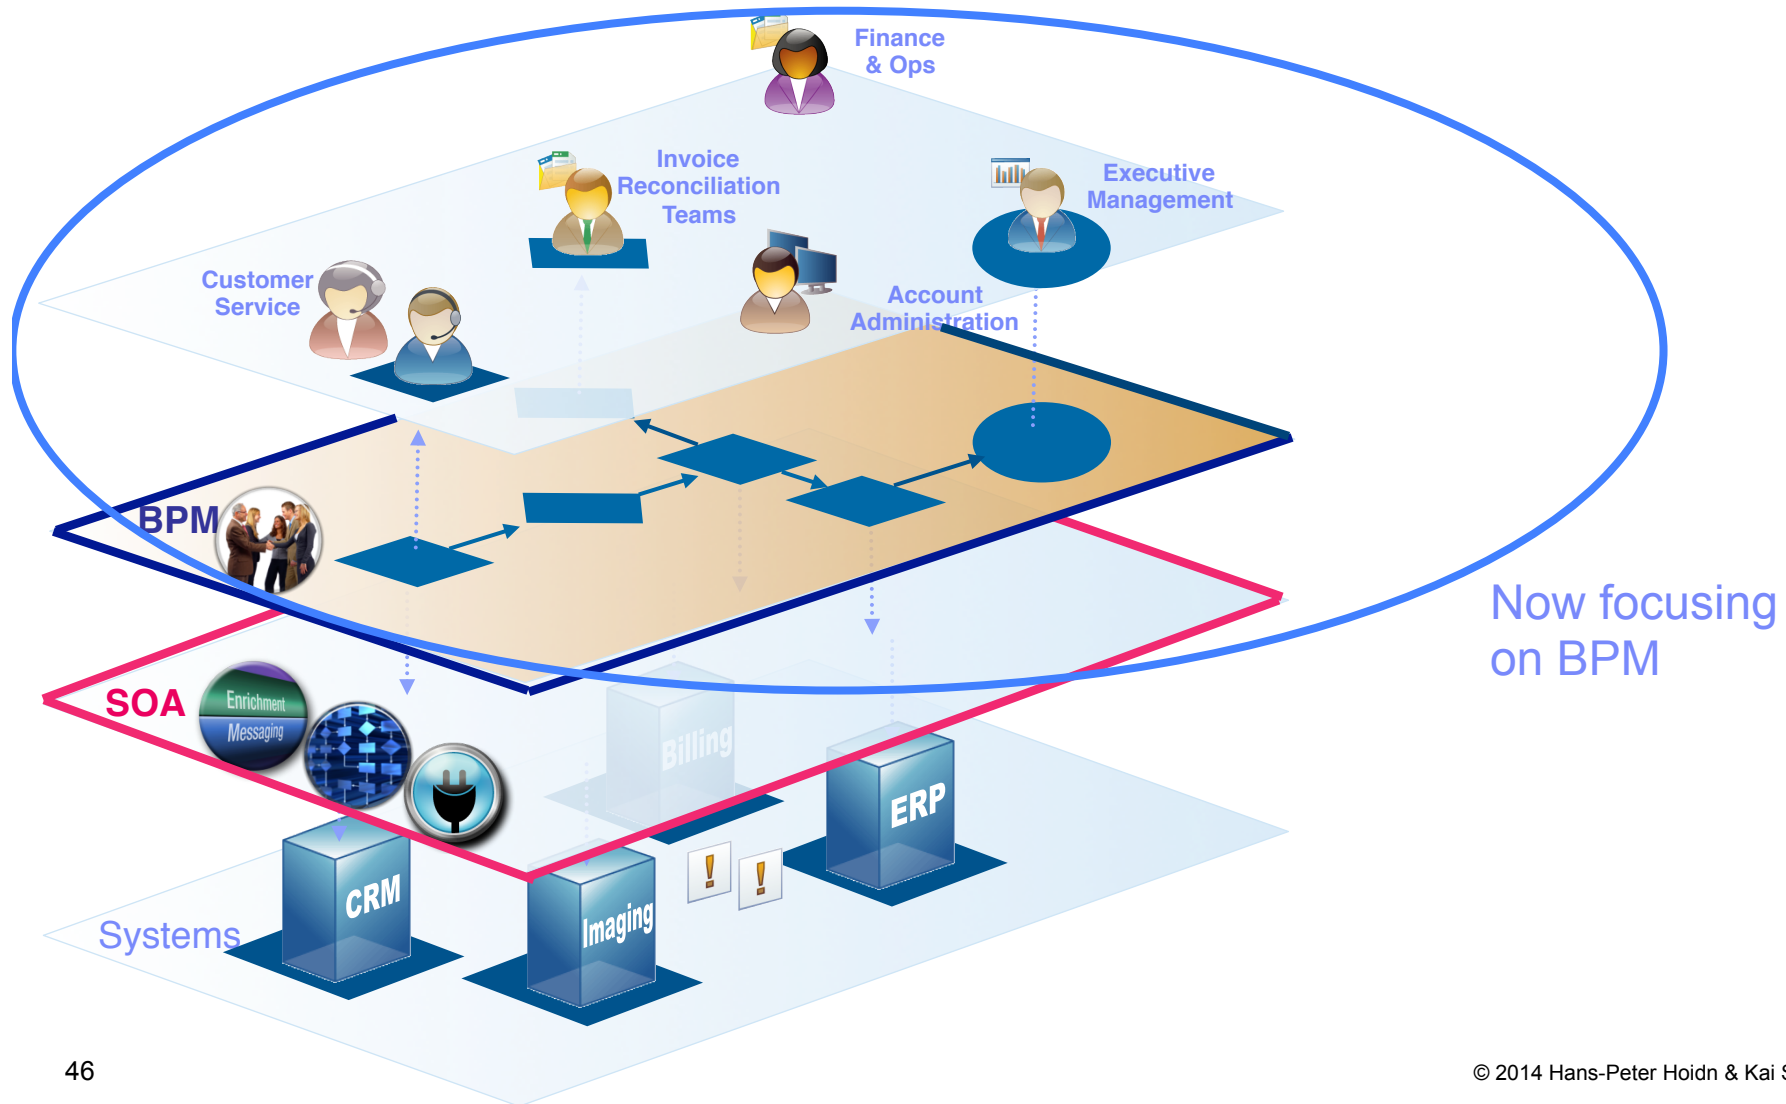 Finance
& Ops
Invoice
Reconciliation
Teams
Executive
Management
Customer
Service
Account
Administration
BPM
Now focusing
on BPM
SOA
Enrichment
Messaging
Billing
ERP
CRM
Imaging
! !
Systems
46
© 2014 Hans-Peter Hoidn & Kai